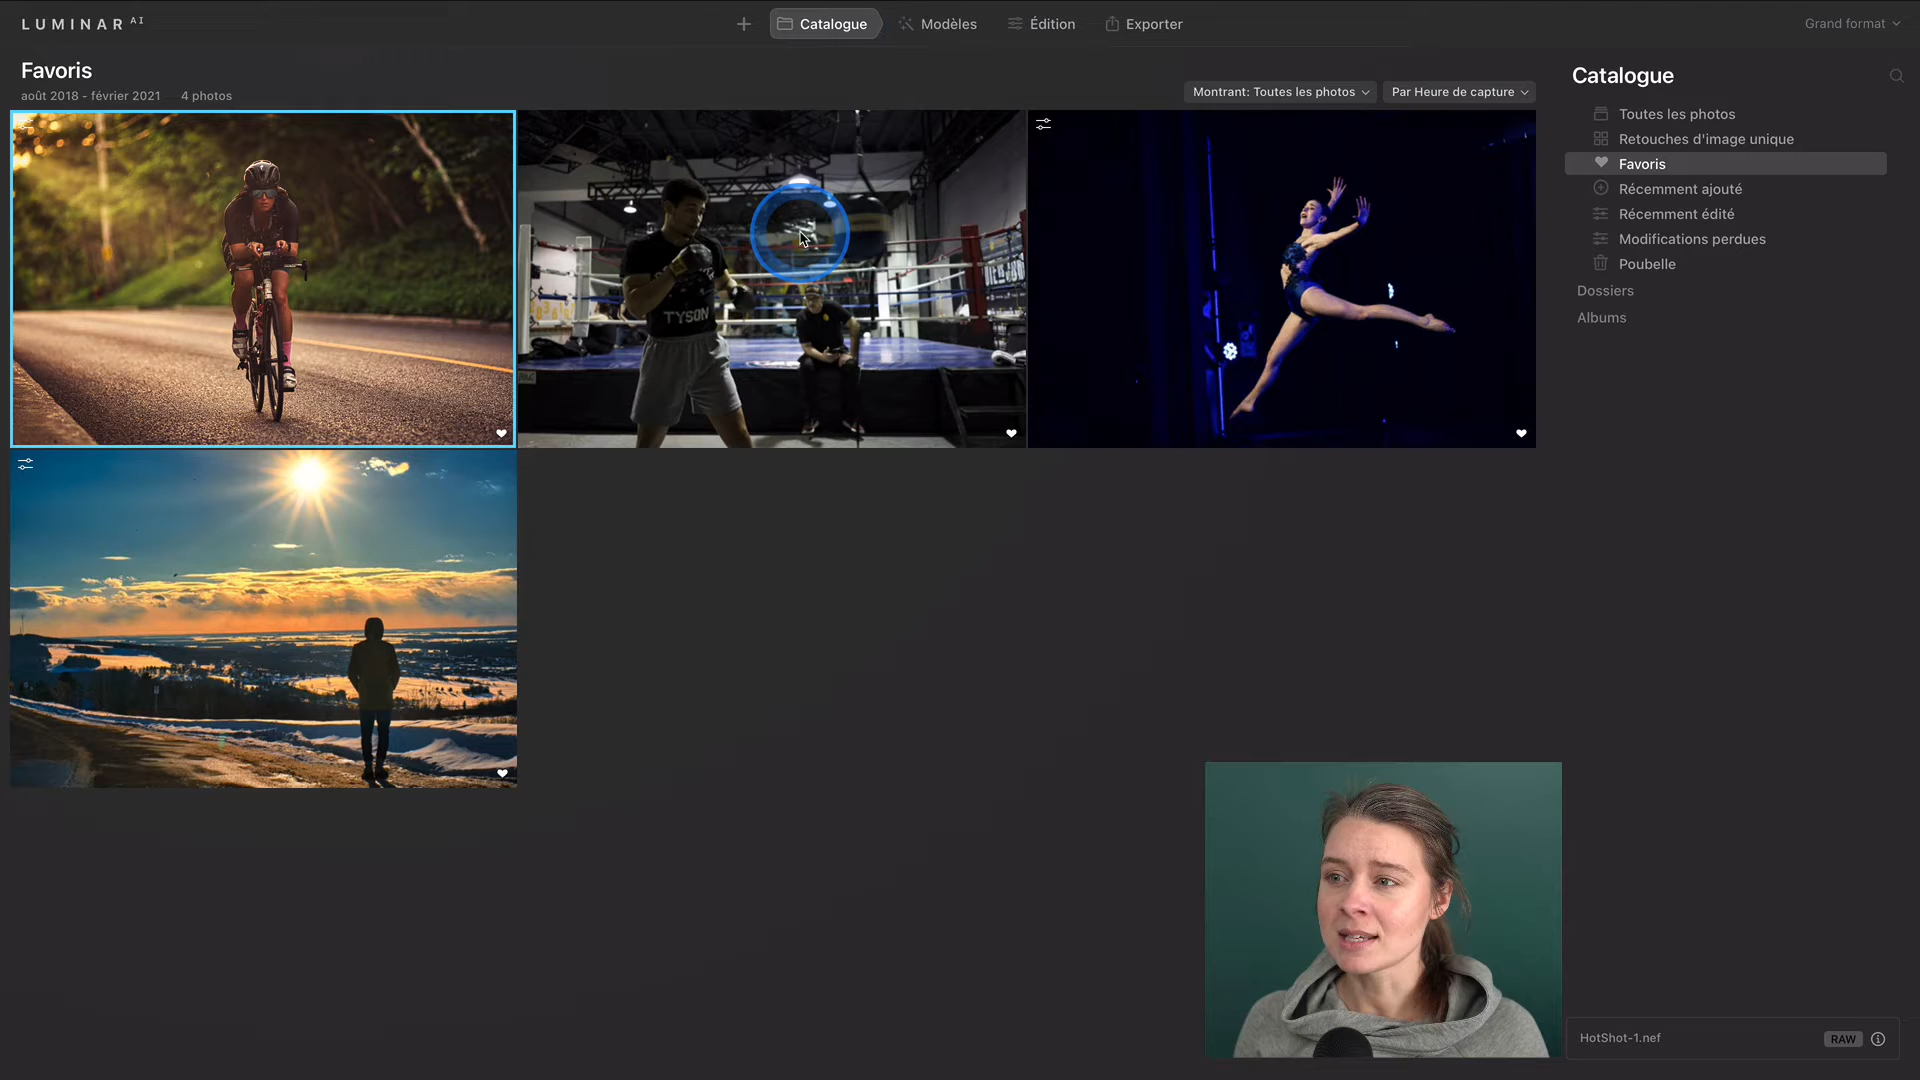 LUMINAR AI
Catalogue
Modèles
Édition
Exporter
Grand format
Favoris
août 2018 - février 2021 4 photos
Montrant: Toutes les photos
Par Heure de capture
TYSON
Catalogue
Toutes les photos
Retouches d'image unique
Favoris
Récemment ajouté
Récemment édité
Modifications perdues
Poubelle
Dossiers
Albums
HotShot-1.nef
RAW